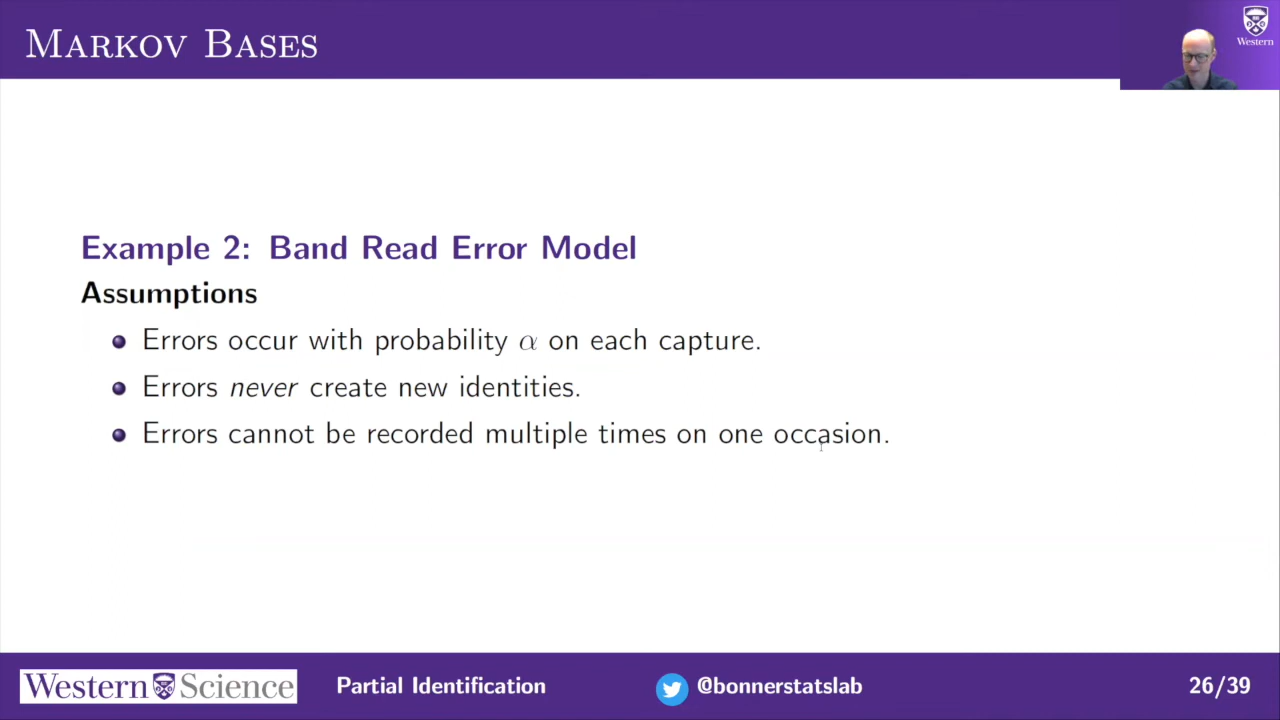 Markov Bases
Western
Example 2: Band Read Error Model
Assumptions
Errors occur with probability α on each capture.
Errors never create new identities.
Errors cannot be recorded multiple times on one occasion.
Western Science
Partial Identification
@bonnerstatslab
26/39